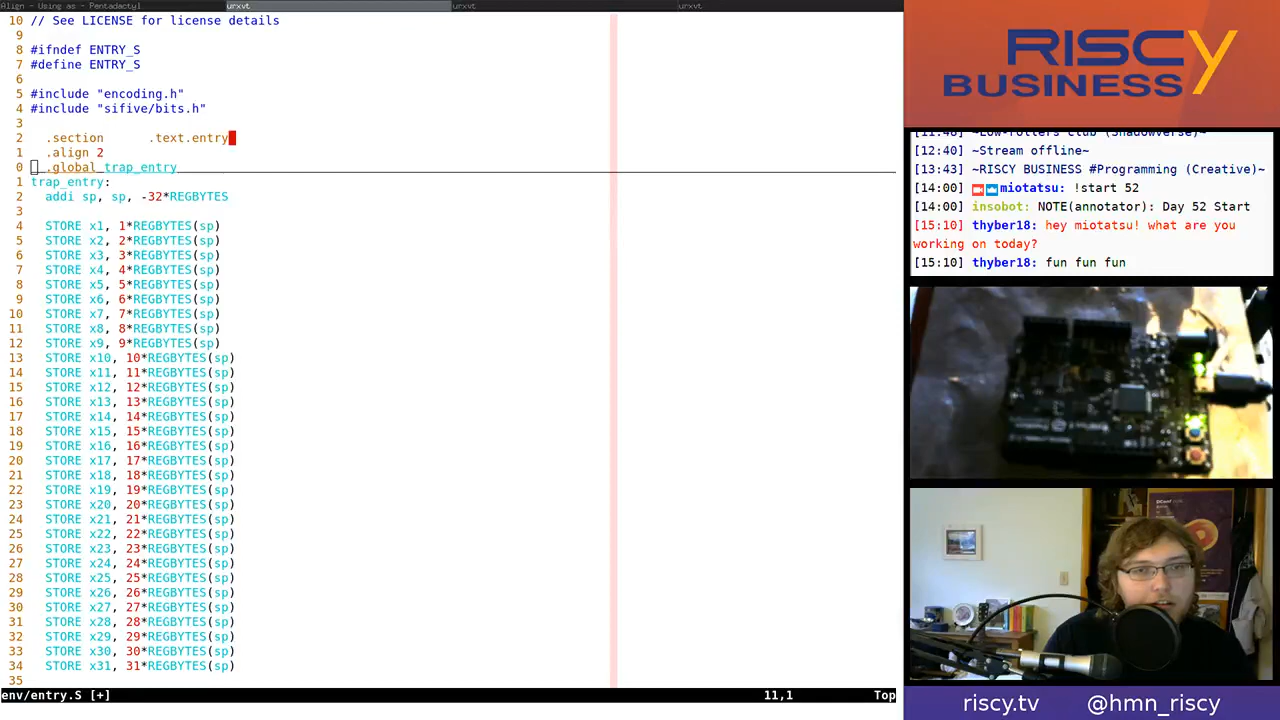 Align - Using as - Pentadactyl
urxvt
urxvt
urxvt
10 // See LICENSE for license details
9
8 #ifndef ENTRY_S
7 #define ENTRY_S
6
5 #include "encoding.h"
4 #include "sifive/bits.h"
3
2 .section .text.entry
1 .align 2
0 .global trap_entry
1 trap_entry:
2 addi sp, sp, -32*REGBYTES
3
4 STORE x1, 1*REGBYTES(sp)
5 STORE x2, 2*REGBYTES(sp)
6 STORE x3, 3*REGBYTES(sp)
7 STORE x4, 4*REGBYTES(sp)
8 STORE x5, 5*REGBYTES(sp)
9 STORE x6, 6*REGBYTES(sp)
10 STORE x7, 7*REGBYTES(sp)
11 STORE x8, 8*REGBYTES(sp)
12 STORE x9, 9*REGBYTES(sp)
13 STORE x10, 10*REGBYTES(sp)
14 STORE x11, 11*REGBYTES(sp)
15 STORE x12, 12*REGBYTES(sp)
16 STORE x13, 13*REGBYTES(sp)
17 STORE x14, 14*REGBYTES(sp)
18 STORE x15, 15*REGBYTES(sp)
19 STORE x16, 16*REGBYTES(sp)
20 STORE x17, 17*REGBYTES(sp)
21 STORE x18, 18*REGBYTES(sp)
22 STORE x19, 19*REGBYTES(sp)
23 STORE x20, 20*REGBYTES(sp)
24 STORE x21, 21*REGBYTES(sp)
25 STORE x22, 22*REGBYTES(sp)
26 STORE x23, 23*REGBYTES(sp)
27 STORE x24, 24*REGBYTES(sp)
28 STORE x25, 25*REGBYTES(sp)
29 STORE x26, 26*REGBYTES(sp)
30 STORE x27, 27*REGBYTES(sp)
31 STORE x28, 28*REGBYTES(sp)
32 STORE x29, 29*REGBYTES(sp)
33 STORE x30, 30*REGBYTES(sp)
34 STORE x31, 31*REGBYTES(sp)
35
env/entry.S [+] 11,1 Top
RISCY
BUSINESS
[11:48] ~Low-rollers club (Shadowverse)~
[12:40] ~Stream offline~
[13:43] ~RISCY BUSINESS #Programming (Creative)~
[14:00] miotatsu: !start 52
[14:00] insobot: NOTE(annotator): Day 52 Start
[15:10] thyber18: hey miotatsu! what are you
working on today?
[15:10] thyber18: fun fun fun
riscy.tv @hmn_riscy